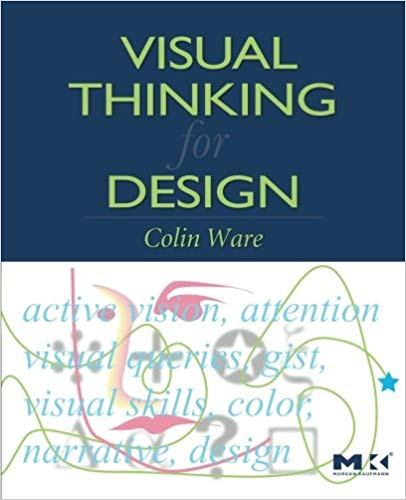 VISUAL
THINKING
for
DESIGN
Colin Ware
active vision, attention
visual queries, gist,
visual skills, color,
narrative, design
A α ?
MK
MORGAN KAUFMANN